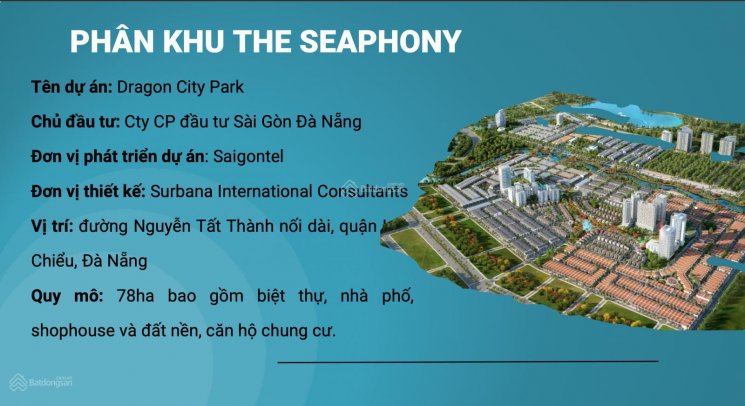 PHÂN KHU THE SEAPHONY
Tên dự án: Dragon City Park
Chủ đầu tư: Cty CP đầu tư Sài Gòn Đà Nẵng
Đơn vị phát triển dự án: Saigontel
Đơn vị thiết kế: Surbana International Consultants
Vị trí: đường Nguyễn Tất Thành nối dài, quận
Chiểu, Đà Nẵng
Quy mô: 78ha bao gồm biệt thự, nhà phố,
shophouse và đất nền, căn hộ chung cư.
Batdongsan